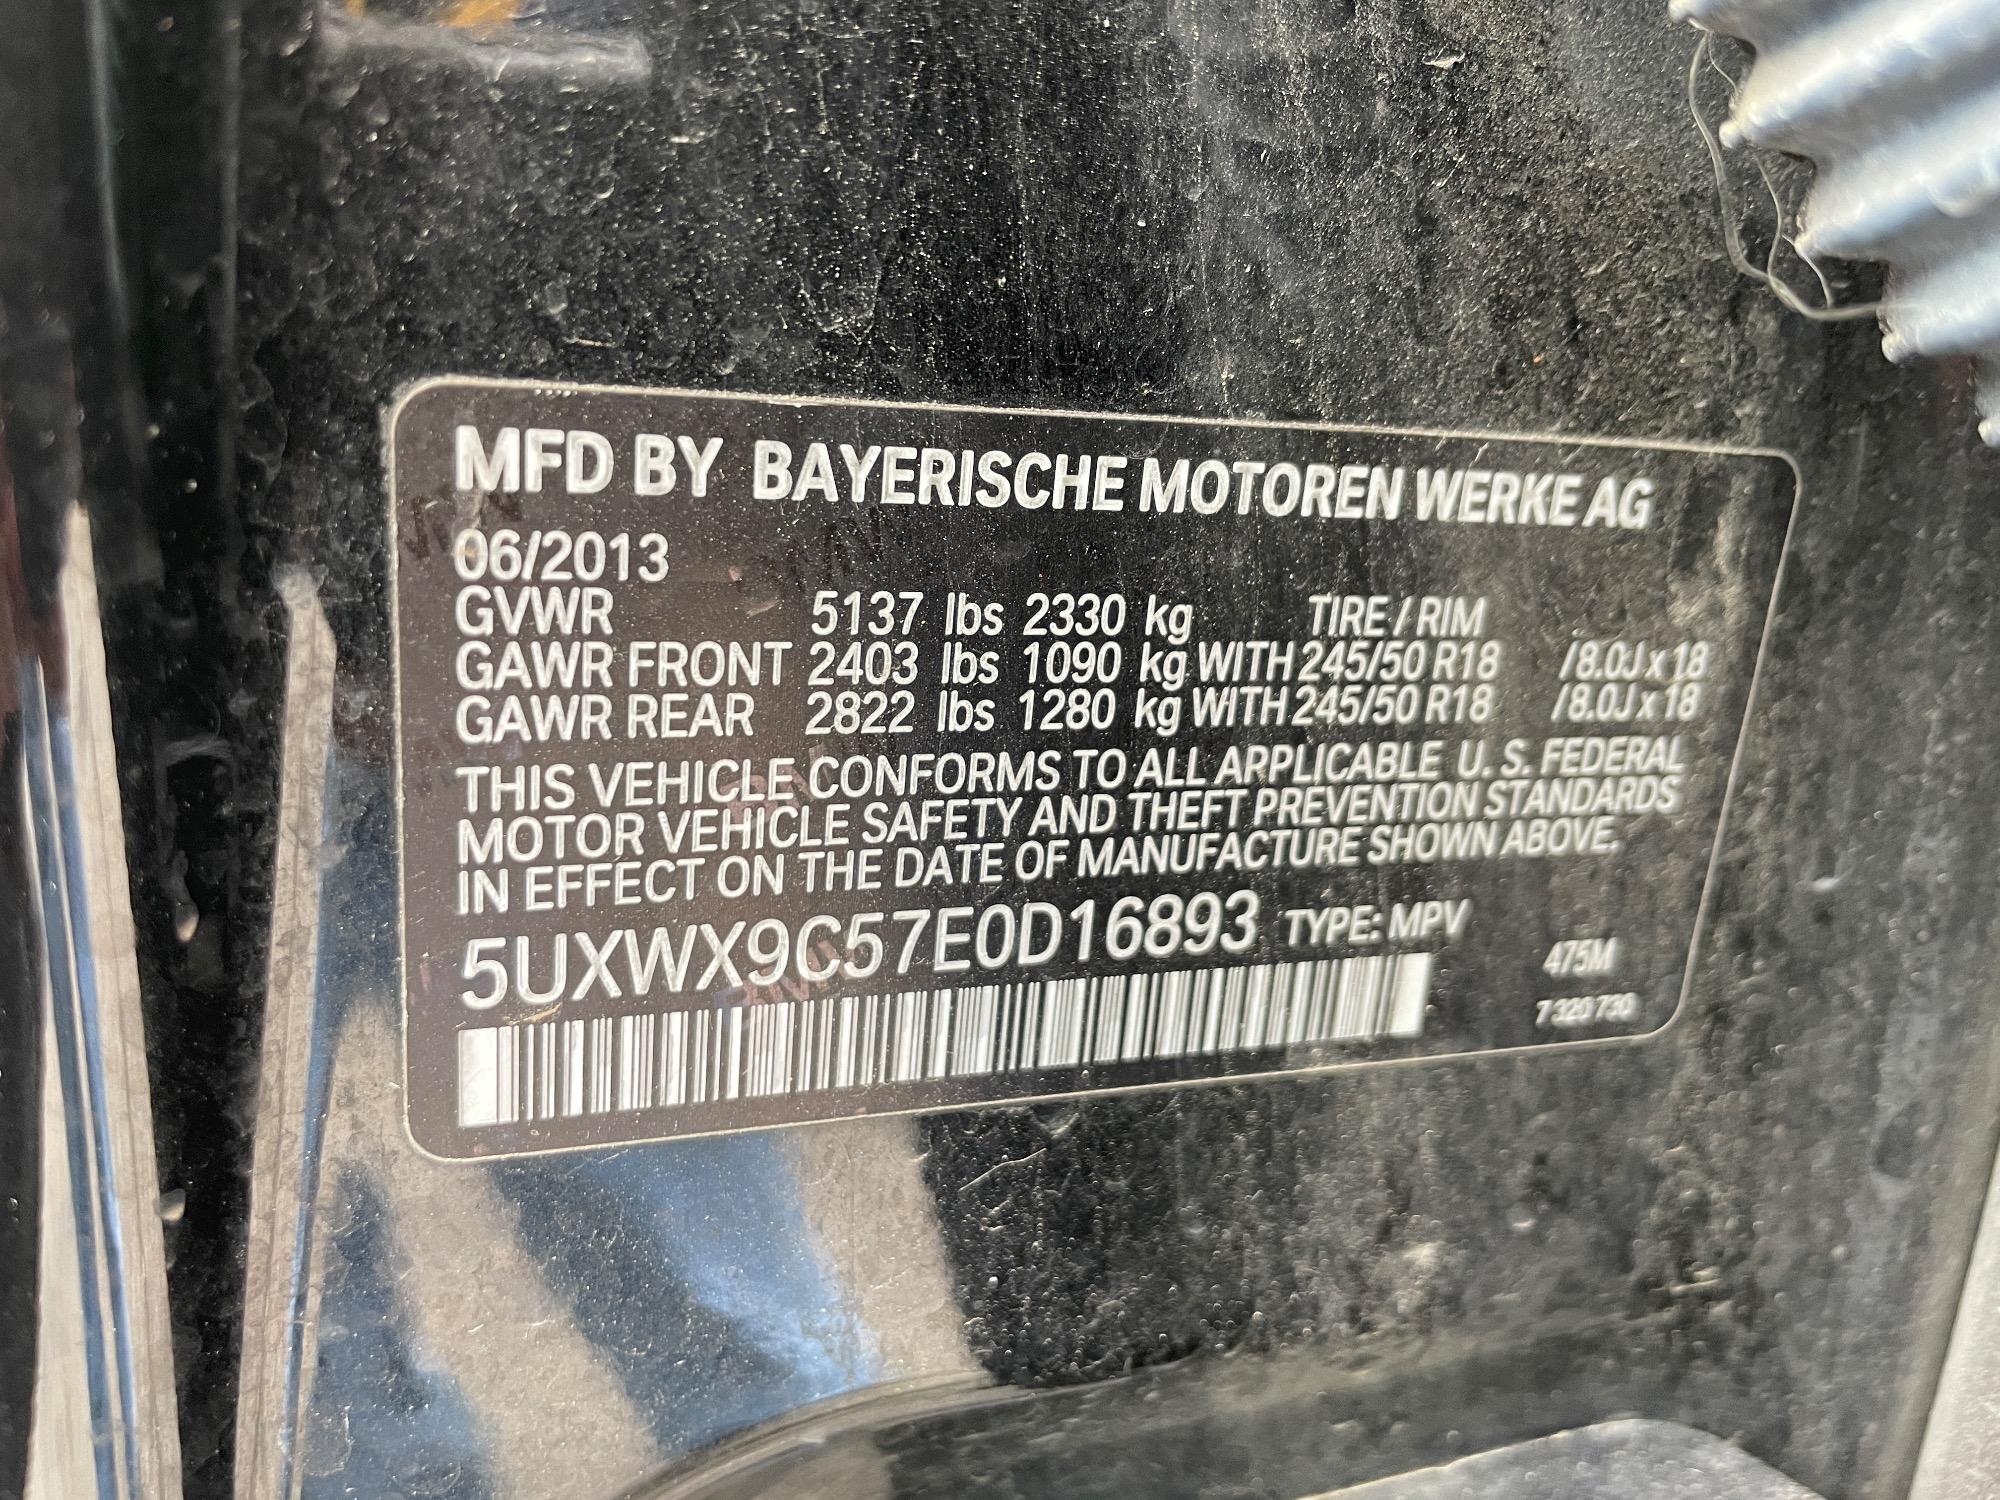 MFD BY BAYERISCHE MOTOREN WERKE AG
06/2013
GVWR 5137 lbs 2330 kg TIRE / RIM
GAWR FRONT 2403 lbs 1090 kg WITH 245/50 R18 /8.0J x 18
GAWR REAR 2822 lbs 1280 kg WITH 245/50 R18 /8.0J x 18
THIS VEHICLE CONFORMS TO ALL APPLICABLE U. S. FEDERAL
MOTOR VEHICLE SAFETY AND THEFT PREVENTION STANDARDS
IN EFFECT ON THE DATE OF MANUFACTURE SHOWN ABOVE.
5UXWX9C57E0D16893 TYPE: MPV
475M
7 320 730